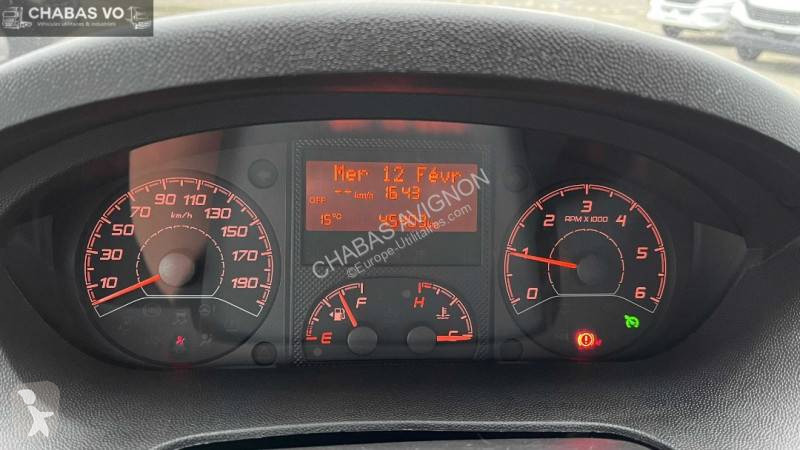 CHABAS VO
Véhicules utilitaires & industriels
Mer 12 Févr
--km/h 16:43
OFF
15°C
km
CHABAS AVIGNON
©Europe-Utilitaires.com
10 30 50 70 90 110 130 150 170 190
km/h
E F
H C
0 1 2 3 4 5 6 6
RPM X 1000